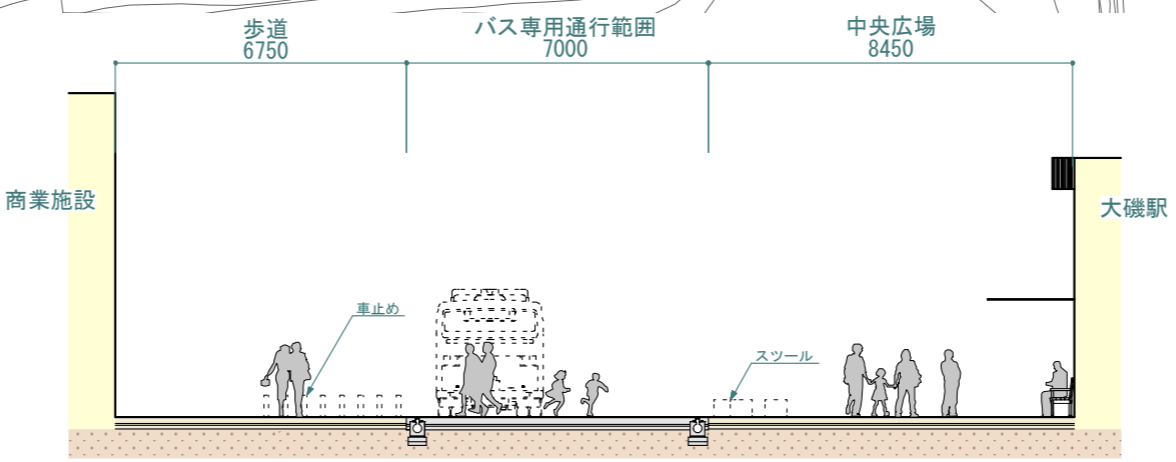 歩道
6750
バス専用通行範囲
7000
中央広場
8450
商業施設
大磯駅
車止め
スツール